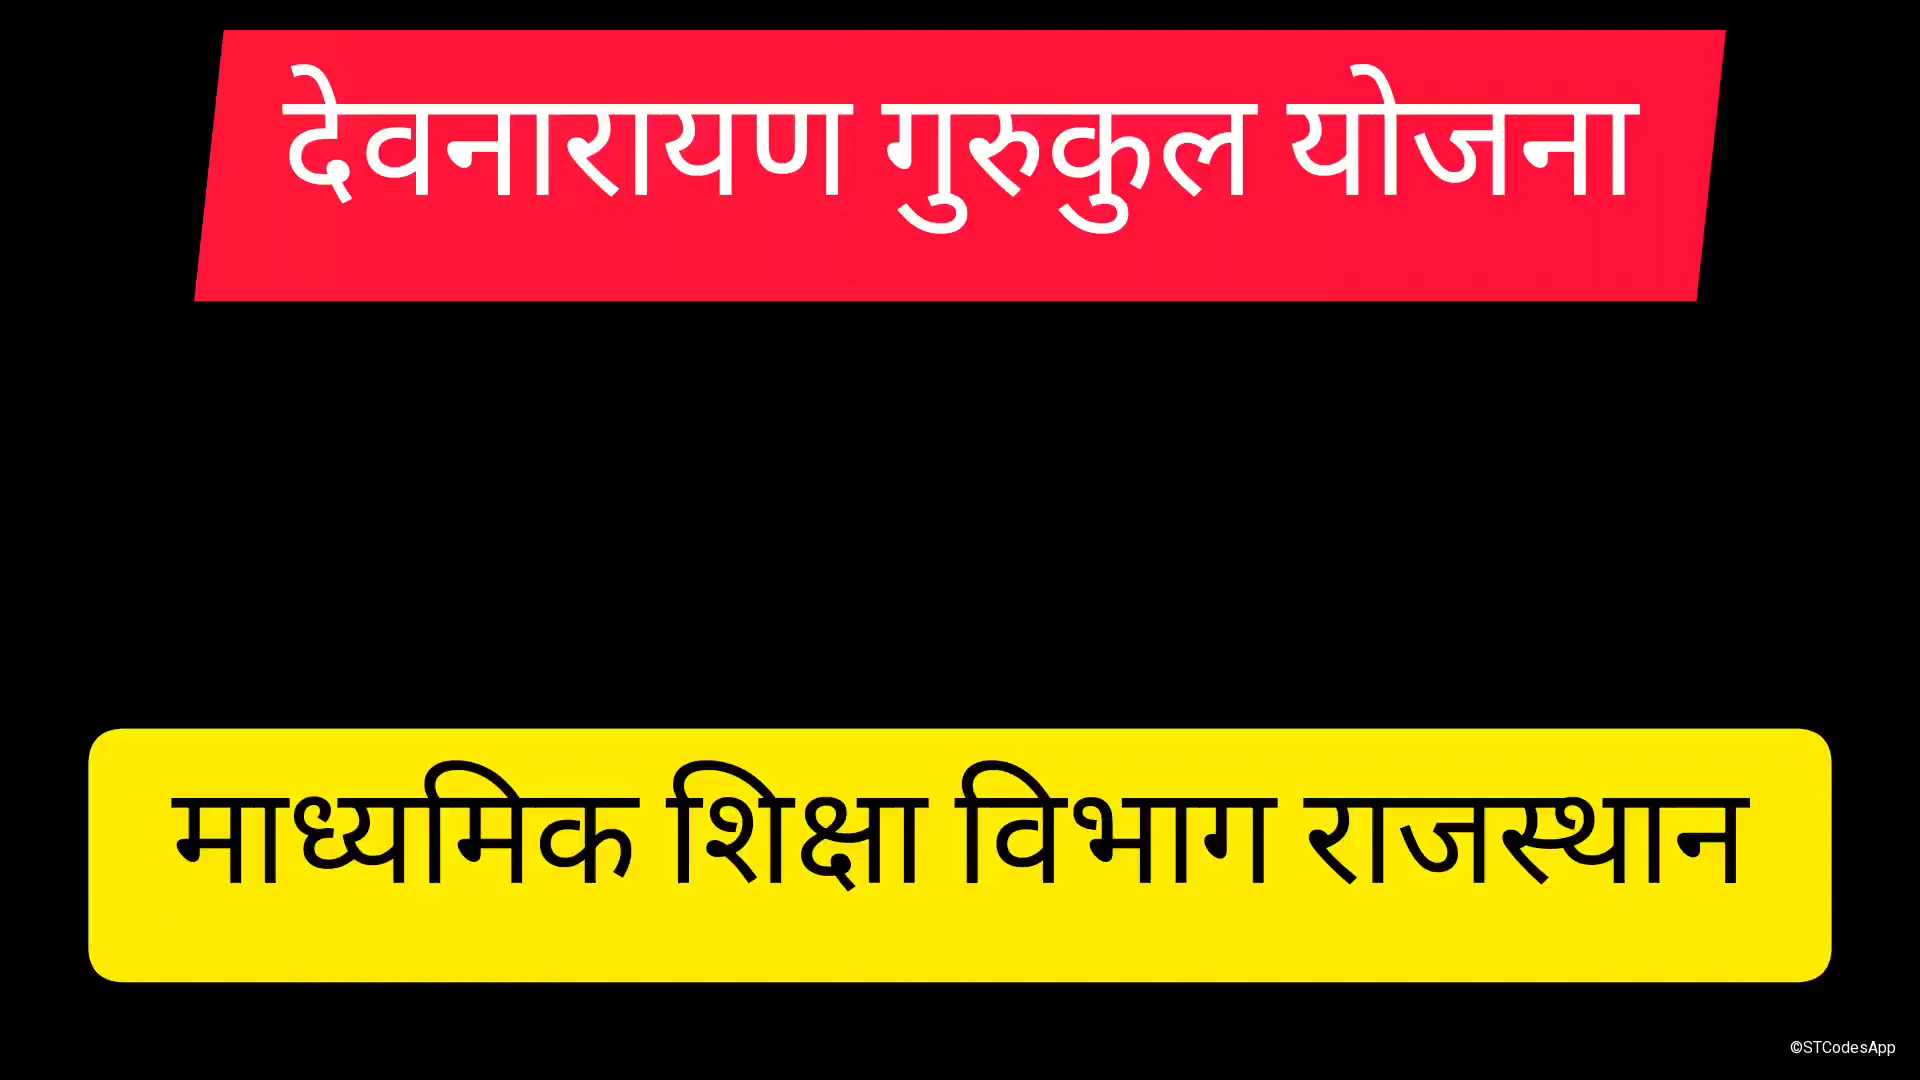 देवनारायण गुरुकुल योजना
माध्यमिक शिक्षा विभाग राजस्थान
©STCodesApp